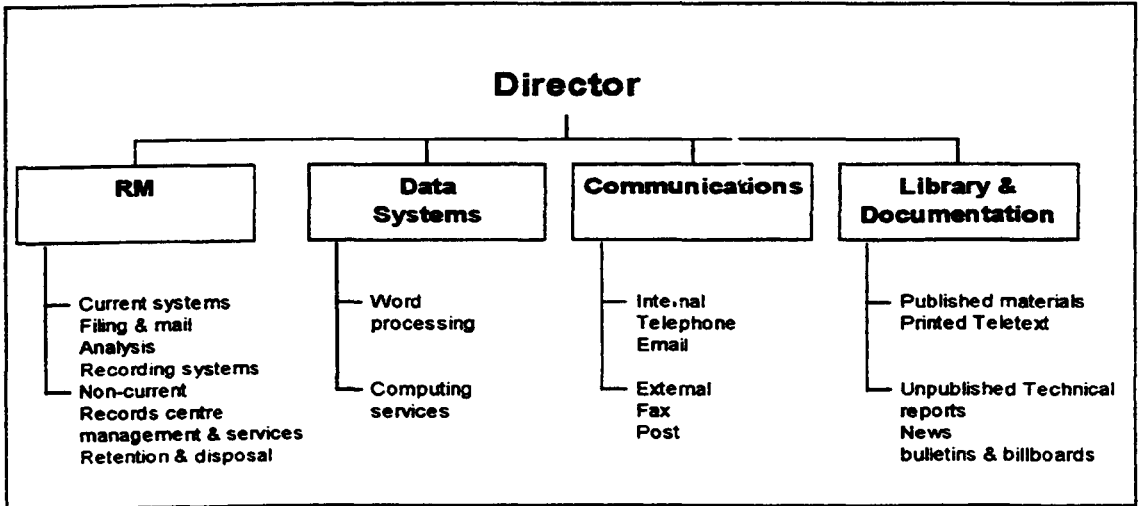 Director
RM
Data
Systems
Communications
Library &
Documentation
Current systems
Filing & mail
Analysis
Recording systems
Non-current
Records centre
management & services
Retention & disposal
Word
processing
Computing
services
Internal
Telephone
Email
External
Fax
Post
Published materials
Printed Teletext
Unpublished Technical
reports
News
bulletins & billboards